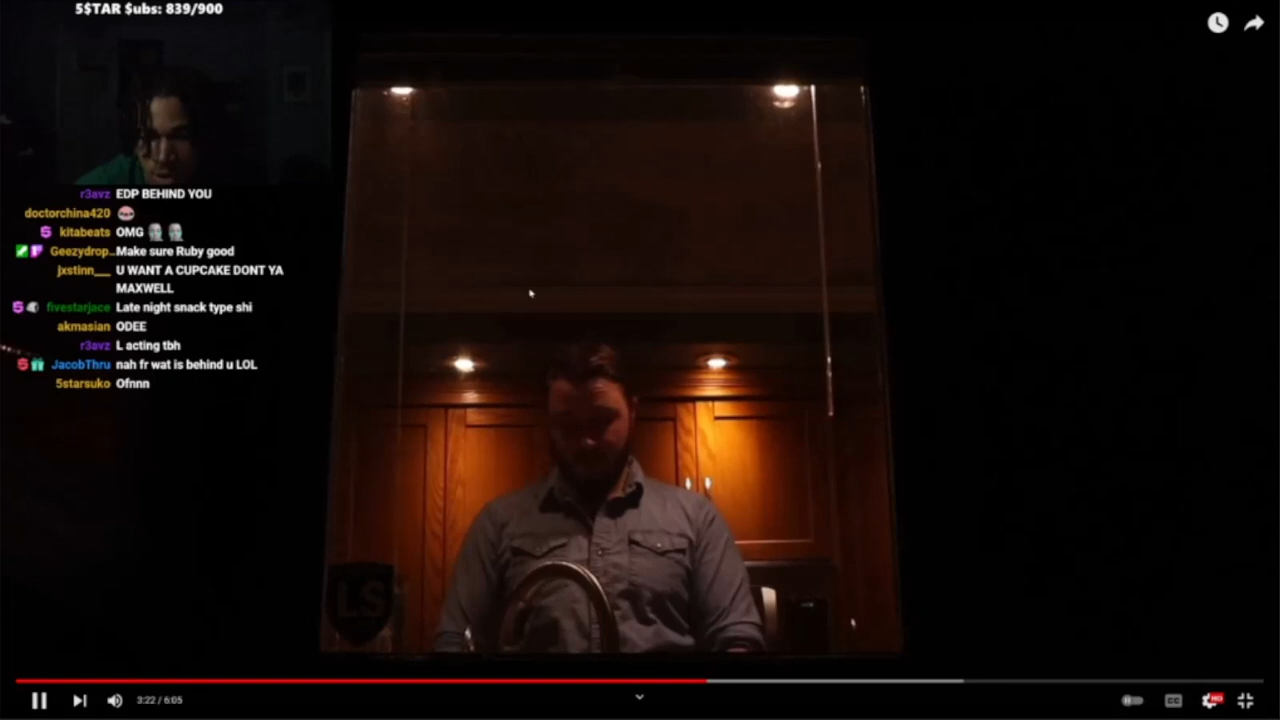 5$TAR $ubs: 839/900
r3avz EDP BEHIND YOU
doctorchina420
kitabeats OMG
Geezydrop... Make sure Ruby good
jxstinn___ U WANT A CUPCAKE DONT YA
MAXWELL
fivestarjace Late night snack type shi
akmasian ODEE
r3avz L acting tbh
JacobThru nah fr wat is behind u LOL
5starsuko Ofnnn
LS
3:22 / 6:05
CC
HD